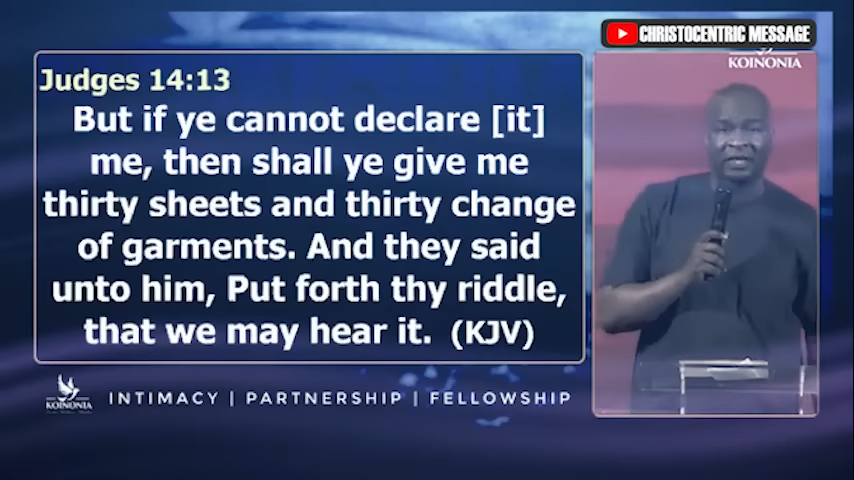 CHRISTOCENTRIC MESSAGE
KOINONIA
Judges 14:13
But if ye cannot declare [it]
me, then shall ye give me
thirty sheets and thirty change
of garments. And they said
unto him, Put forth thy riddle,
that we may hear it. (KJV)
KOINONIA
INTIMACY | PARTNERSHIP | FELLOWSHIP